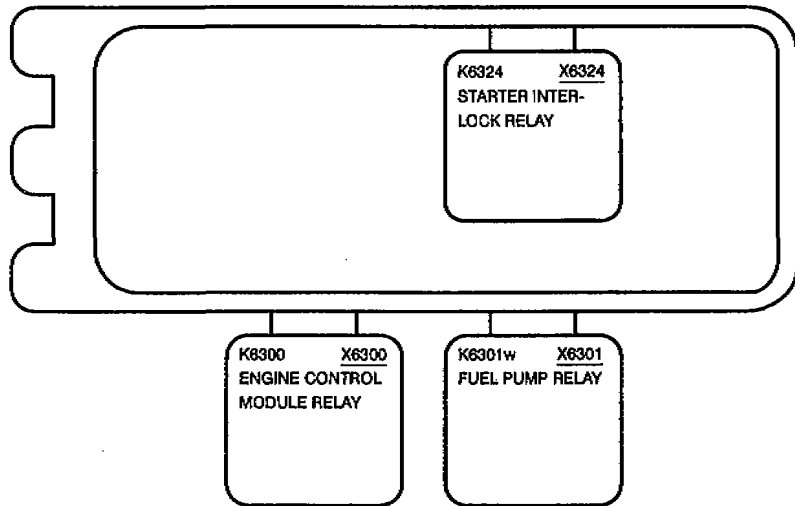 K6324 X6324
STARTER INTER-
LOCK RELAY
K6300 X6300
ENGINE CONTROL
MODULE RELAY
K6301w X6301
FUEL PUMP RELAY